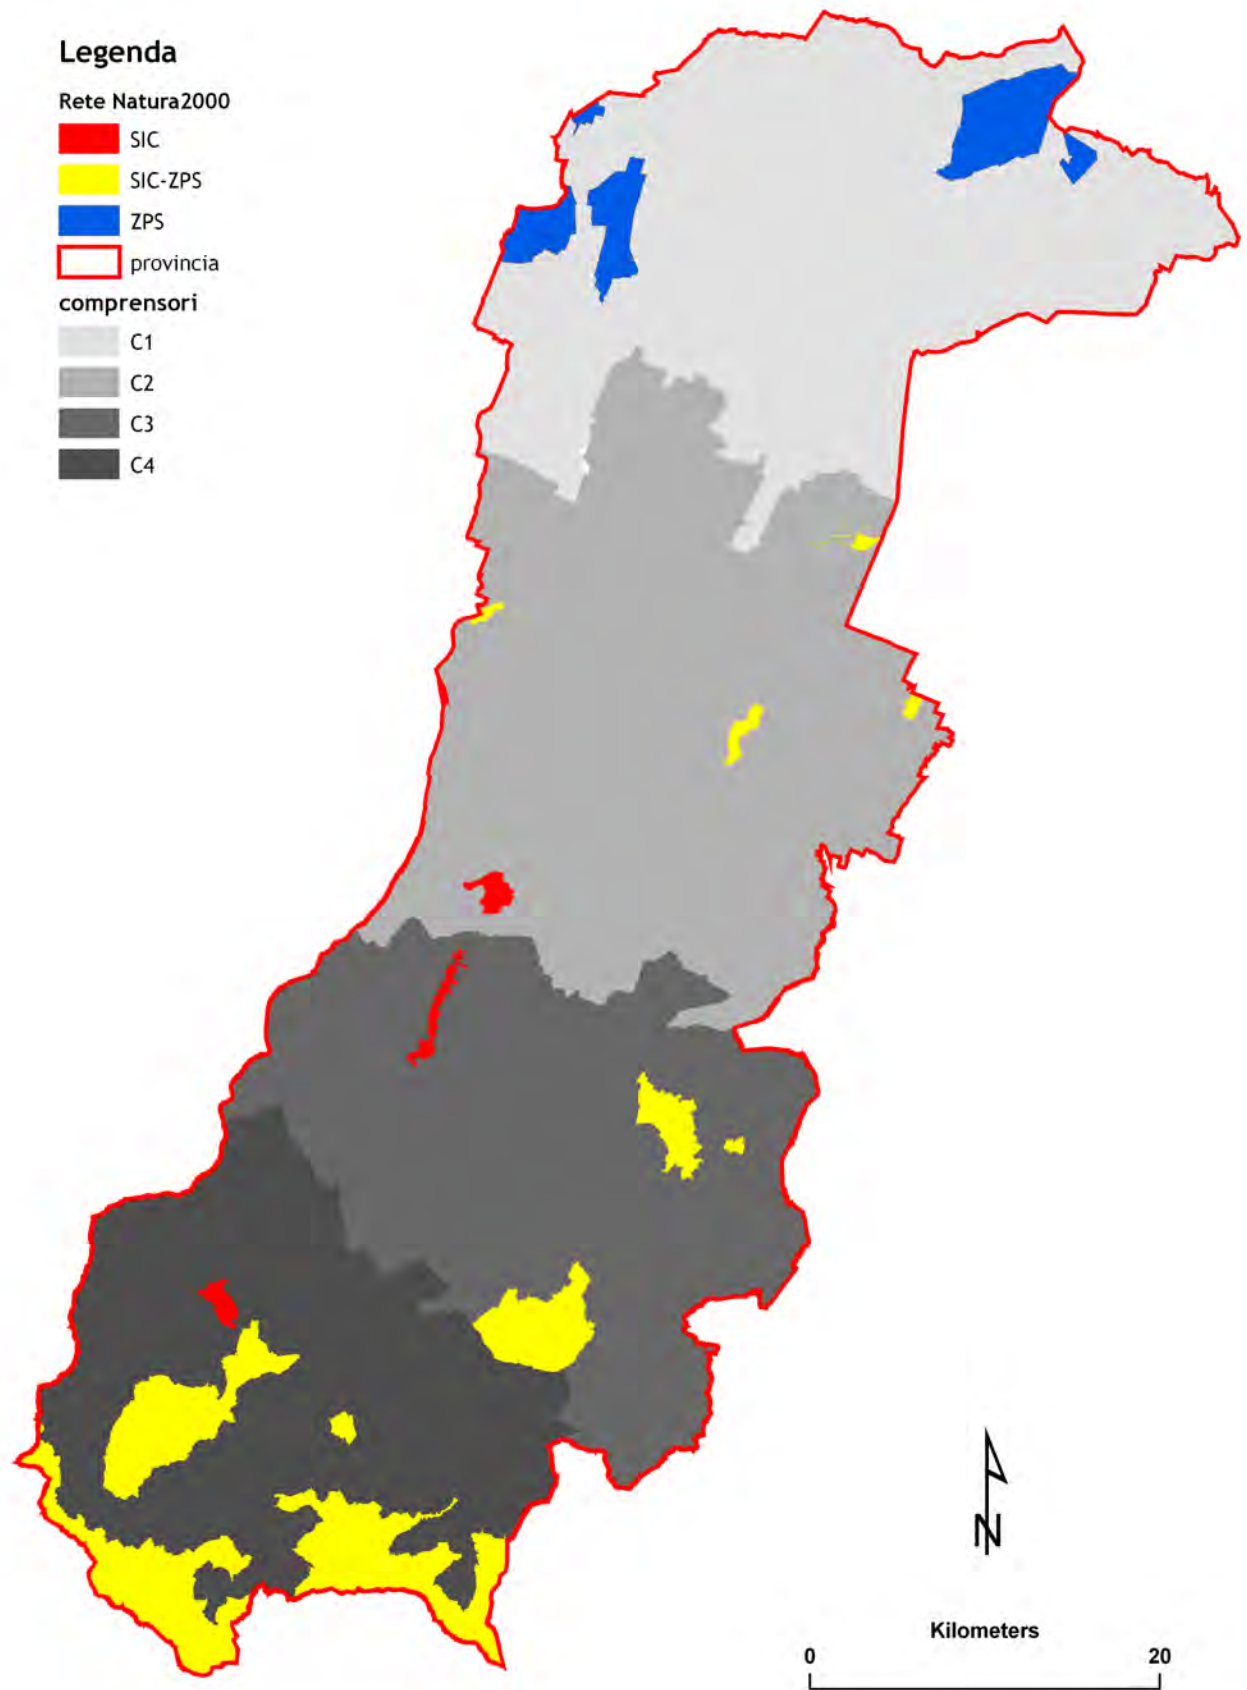 Legenda
Rete Natura2000
SIC
SIC-ZPS
ZPS
provincia
comprensori
C1
C2
C3
C4
N
Kilometers
0 20